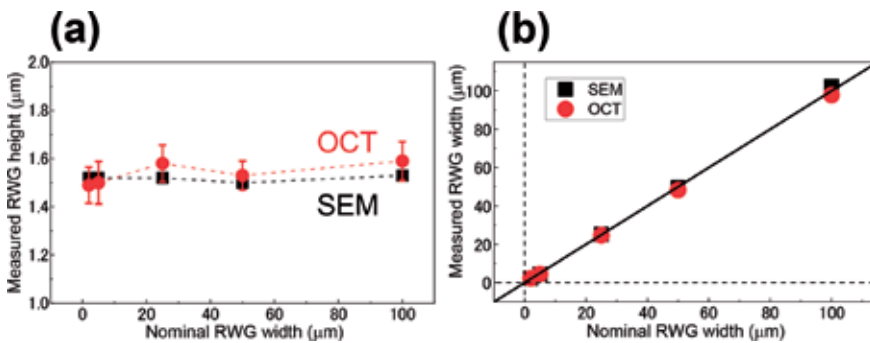 (a)
Measured RWG height (μm)
2.0
1.8
1.6
1.4
1.2
1.0
OCT
SEM
0
20
40
60
80
100
Nominal RWG width (μm)
(b)
Measured RWG width (μm)
100
80
60
40
20
0
SEM
OCT
0
20
40
60
80
100
Nominal RWG width (μm)